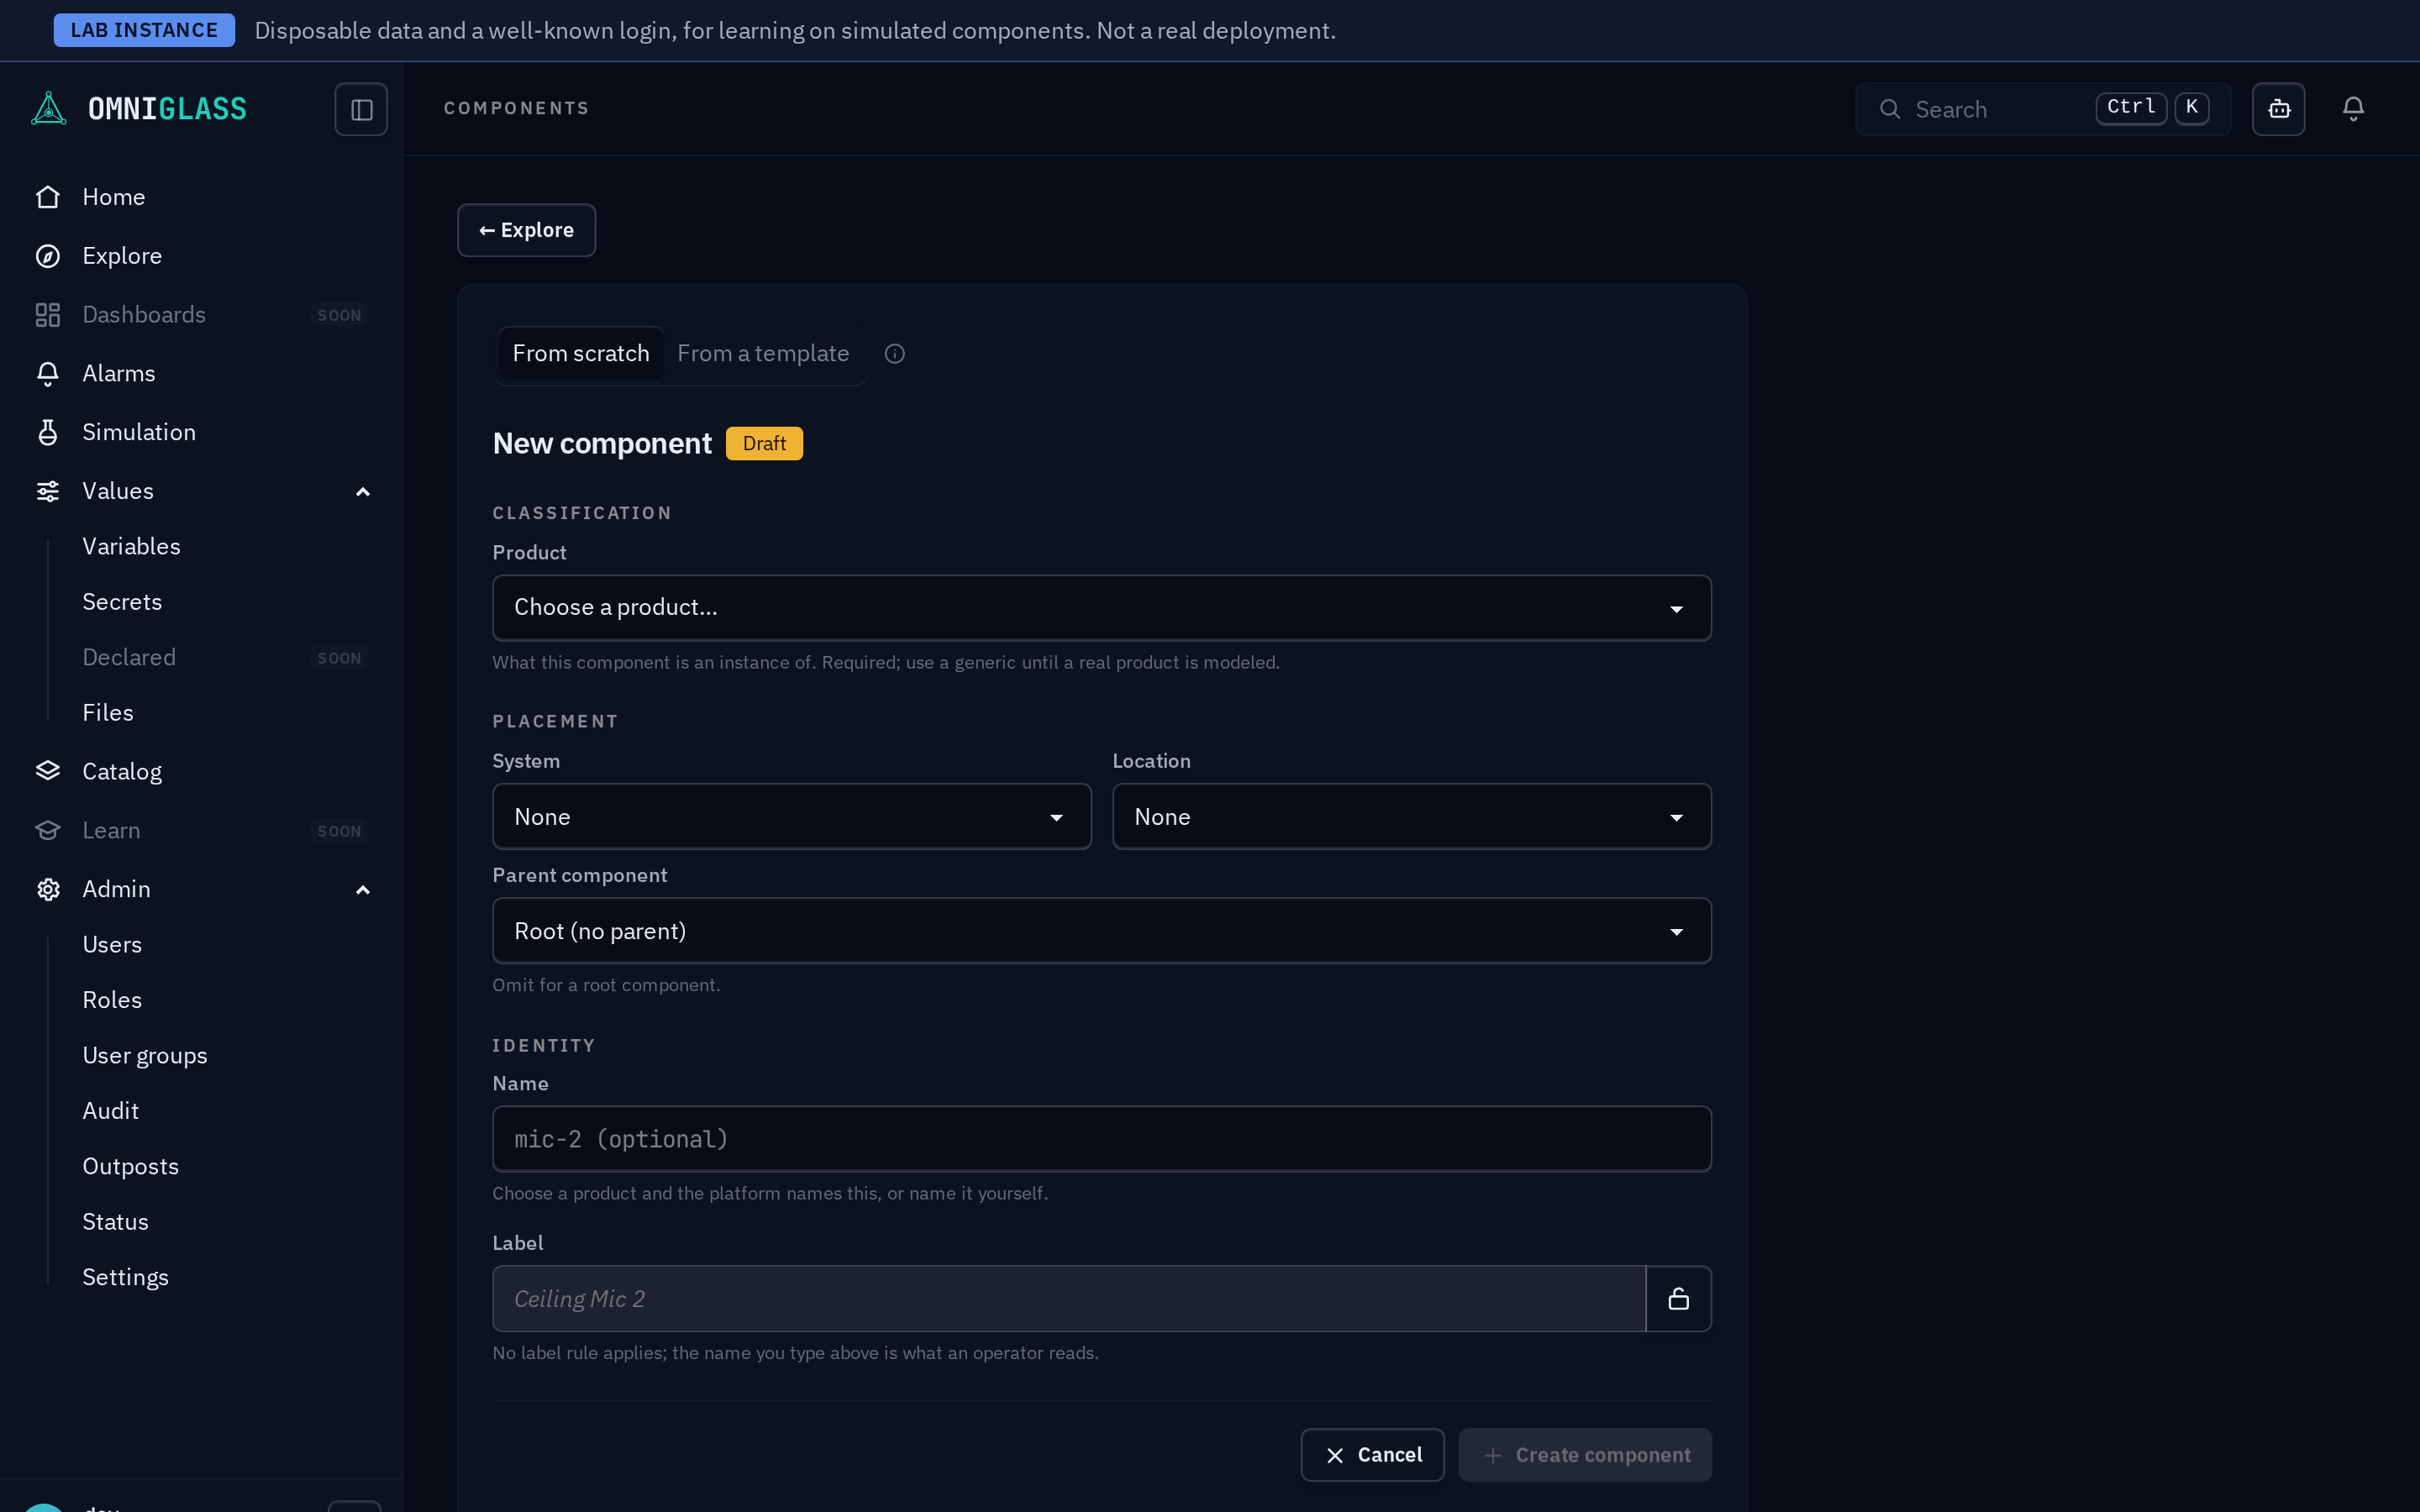 LAB INSTANCE Disposable data and a well-known login, for learning on simulated components. Not a real deployment.
OMNIGLASS
COMPONENTS
Search Ctrl K
Home
Explore
Dashboards SOON
Alarms
Simulation
Values
Variables
Secrets
Declared SOON
Files
Catalog
Learn SOON
Admin
Users
Roles
User groups
Audit
Outposts
Status
Settings
← Explore
From scratch From a template
New component Draft
CLASSIFICATION
Product
Choose a product...
What this component is an instance of. Required; use a generic until a real product is modeled.
PLACEMENT
System Location
None None
Parent component
Root (no parent)
Omit for a root component.
IDENTITY
Name
mic-2 (optional)
Choose a product and the platform names this, or name it yourself.
Label
Ceiling Mic 2
No label rule applies; the name you type above is what an operator reads.
Cancel Create component